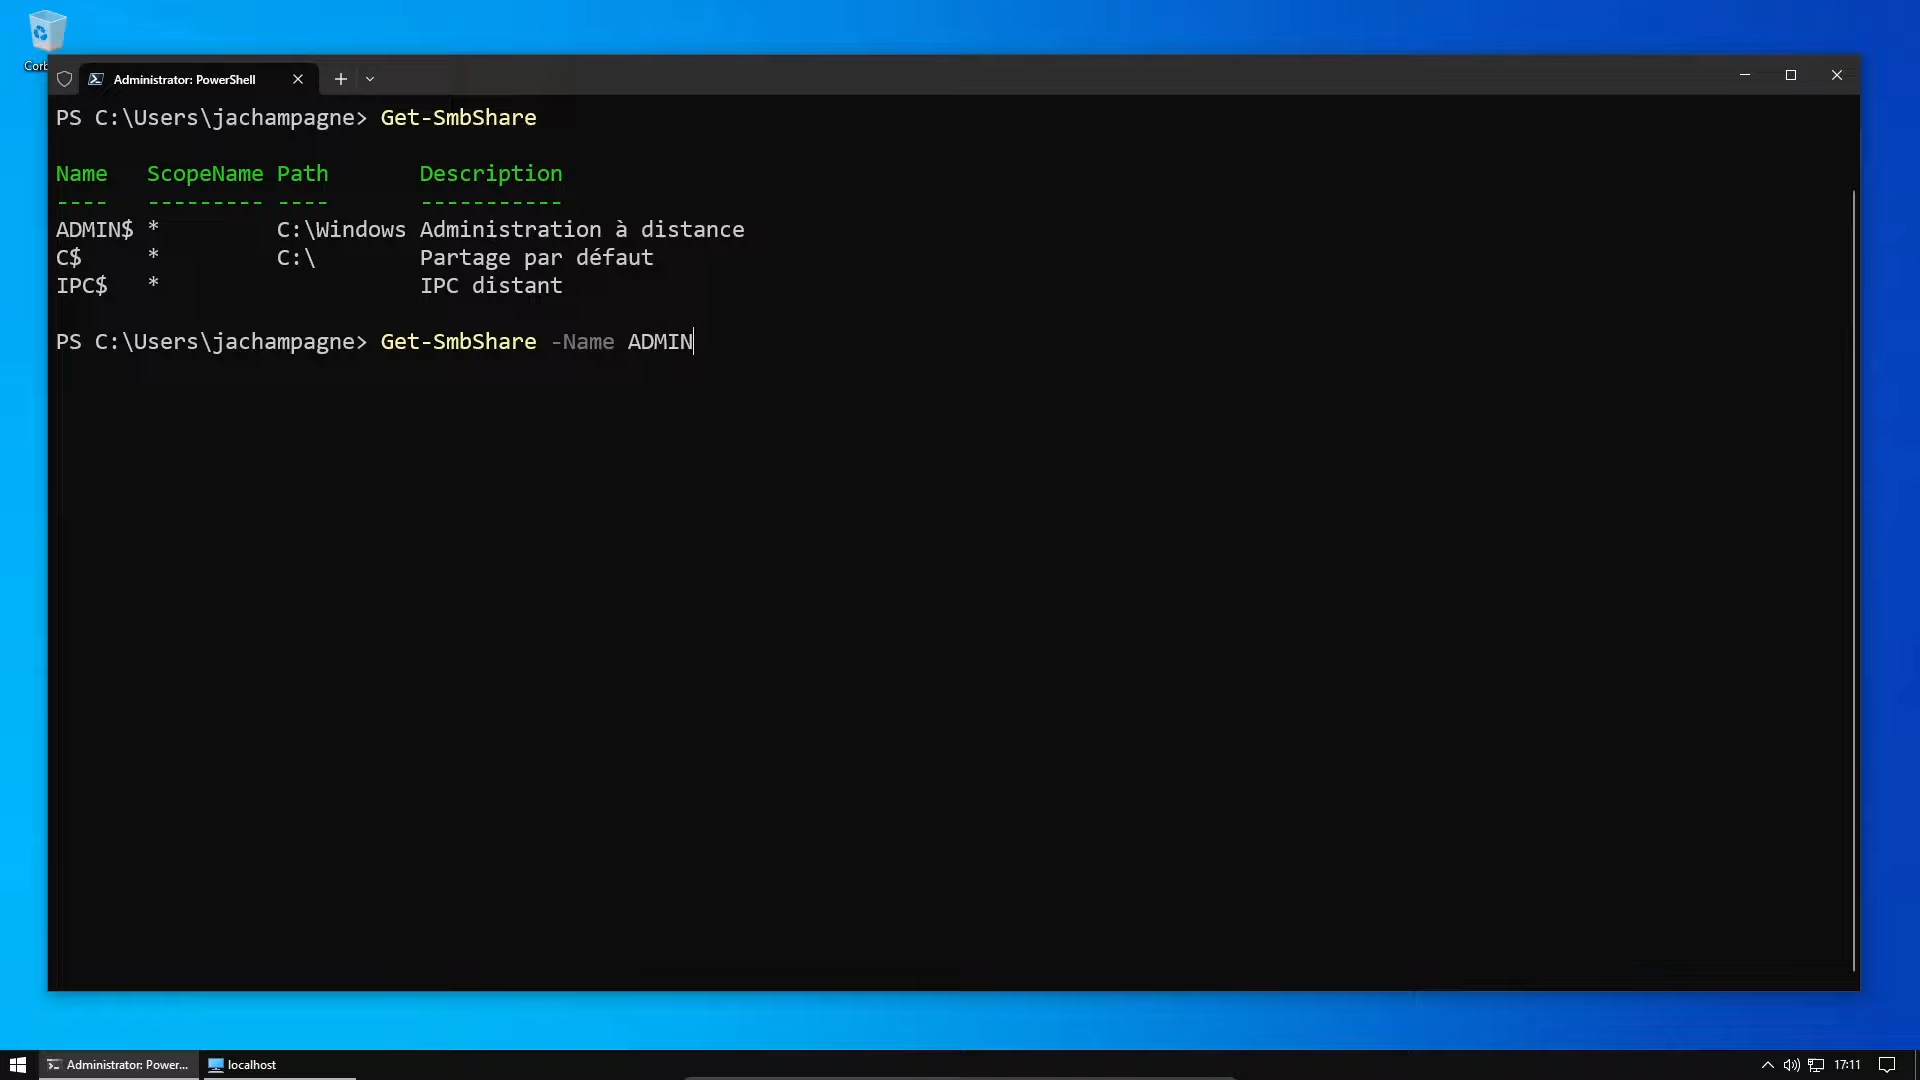 Corb
Administrator: PowerShell
PS C:\Users\jachampagne> Get-SmbShare
Name ScopeName Path Description
---- --------- ---- -----------
ADMIN$ * C:\Windows Administration à distance
C$ * C:\ Partage par défaut
IPC$ * IPC distant
PS C:\Users\jachampagne> Get-SmbShare -Name ADMIN
Administrator: Power...
localhost
17:11